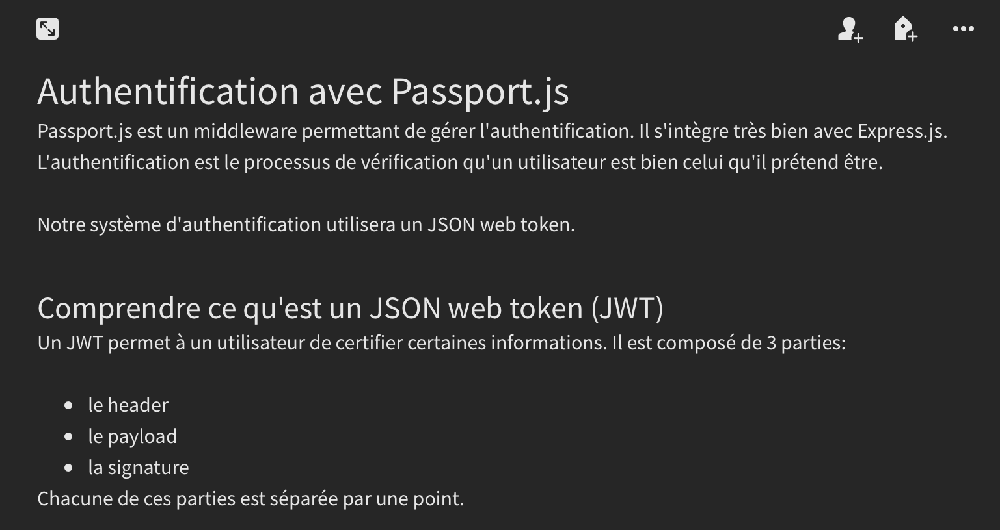 Authentification avec Passport.js
Passport.js est un middleware permettant de gérer l'authentification. Il s'intègre très bien avec Express.js.
L'authentification est le processus de vérification qu'un utilisateur est bien celui qu'il prétend être.
Notre système d'authentification utilisera un JSON web token.
Comprendre ce qu'est un JSON web token (JWT)
Un JWT permet à un utilisateur de certifier certaines informations. Il est composé de 3 parties:
• le header
• le payload
• la signature
Chacune de ces parties est séparée par une point.